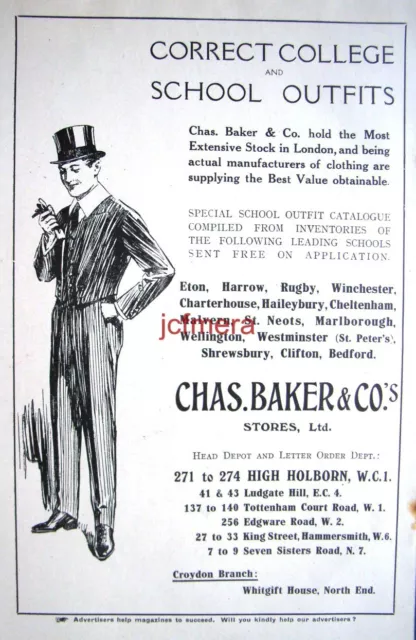 CORRECT COLLEGE
AND
SCHOOL OUTFITS
Chas. Baker & Co. hold the Most
Extensive Stock in London, and being
actual manufacturers of clothing are
supplying the Best Value obtainable.
SPECIAL SCHOOL OUTFIT CATALOGUE
COMPILED FROM INVENTORIES OF
THE FOLLOWING LEADING SCHOOLS
SENT FREE ON APPLICATION.
Eton, Harrow, Rugby, Winchester,
Charterhouse, Haileybury, Cheltenham,
Malvern, St. Neots, Marlborough,
jcfmera
Wellington, Westminster (St. Peter's),
Shrewsbury, Clifton, Bedford.
CHAS. BAKER & CO.'S
STORES, Ltd.
HEAD DEPOT AND LETTER ORDER DEPT.:
271 to 274 HIGH HOLBORN, W.C.1.
41 & 43 Ludgate Hill, E.C. 4.
137 to 140 Tottenham Court Road, W. 1.
256 Edgware Road, W. 2.
27 to 33 King Street, Hammersmith, W.6.
7 to 9 Seven Sisters Road, N. 7.
Croydon Branch:
Whitgift House, North End.
Advertisers help magazines to succeed. Will you kindly help our advertisers?